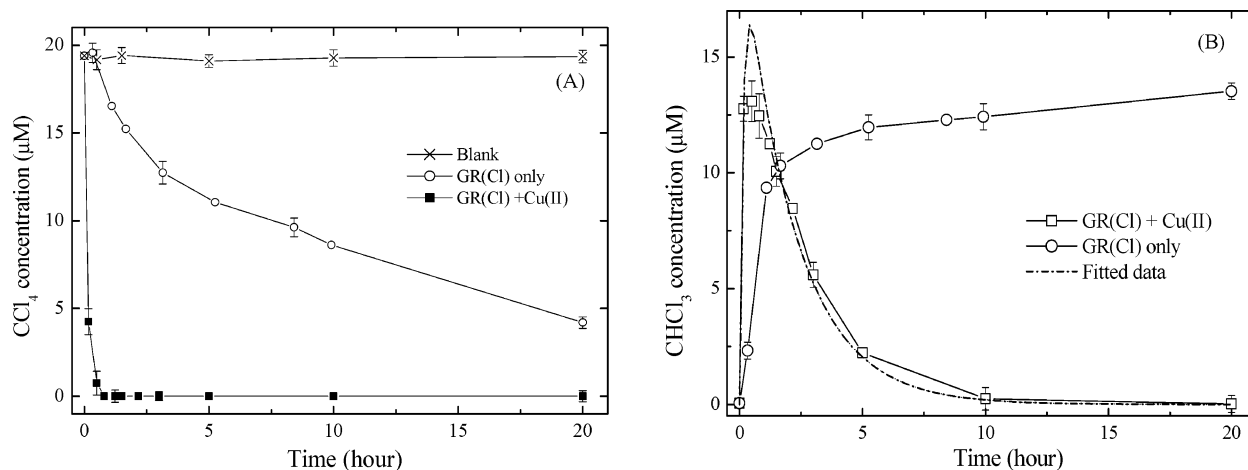 20
15
10
5
0
CCl4 concentration (µM)
(A)
Blank
GR(Cl) only
GR(Cl) +Cu(II)
0 5 10 15 20
Time (hour)
15
10
5
0
CHCl3 concentration (µM)
(B)
GR(Cl) + Cu(II)
GR(Cl) only
Fitted data
0 5 10 15 20
Time (hour)